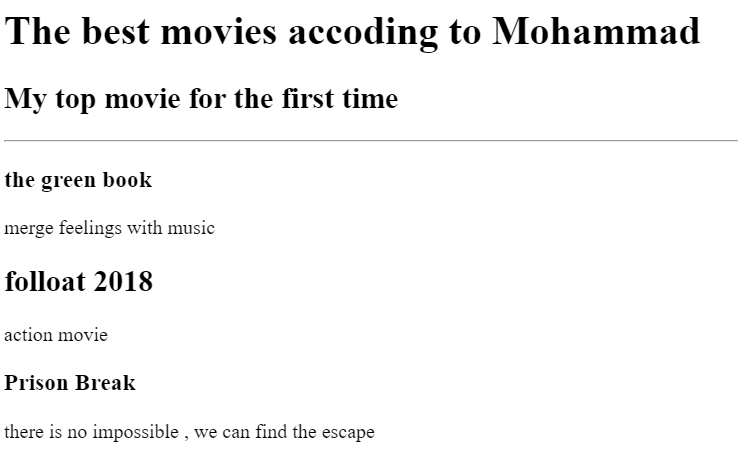 The best movies accoding to Mohammad
My top movie for the first time
the green book
merge feelings with music
folloat 2018
action movie
Prison Break
there is no impossible , we can find the escape